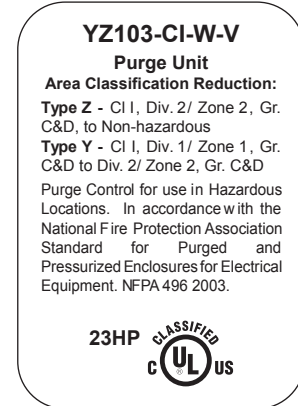 YZ103-CI-W-V
Purge Unit
Area Classification Reduction:
Type Z - Cl I, Div. 2/ Zone 2, Gr.
C&D, to Non-hazardous
Type Y - Cl I, Div. 1/ Zone 1, Gr.
C&D to Div. 2/ Zone 2, Gr. C&D
Purge Control for use in Hazardous
Locations. In accordance with the
National Fire Protection Association
Standard for Purged and
Pressurized Enclosures for Electrical
Equipment. NFPA 496 2003.
23HP
CLASSIFIED
C UL ® US